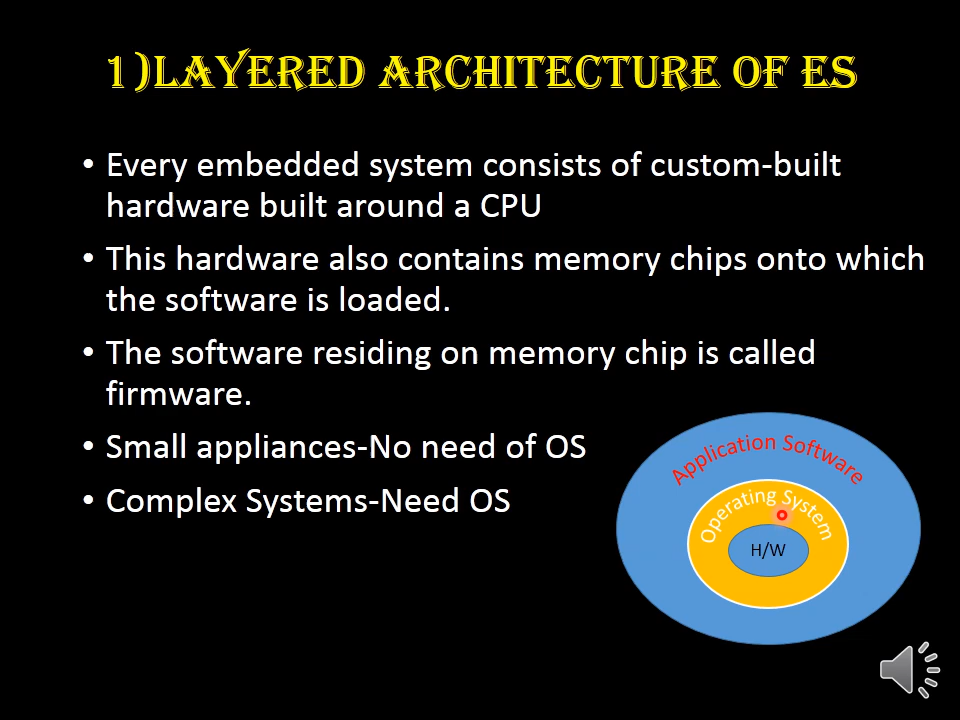 1)LAYERED ARCHITECTURE OF ES
• Every embedded system consists of custom-built
hardware built around a CPU
• This hardware also contains memory chips onto which
the software is loaded.
• The software residing on memory chip is called
firmware.
• Small appliances-No need of OS
• Complex Systems-Need OS
Application Software
Operating System
H/W